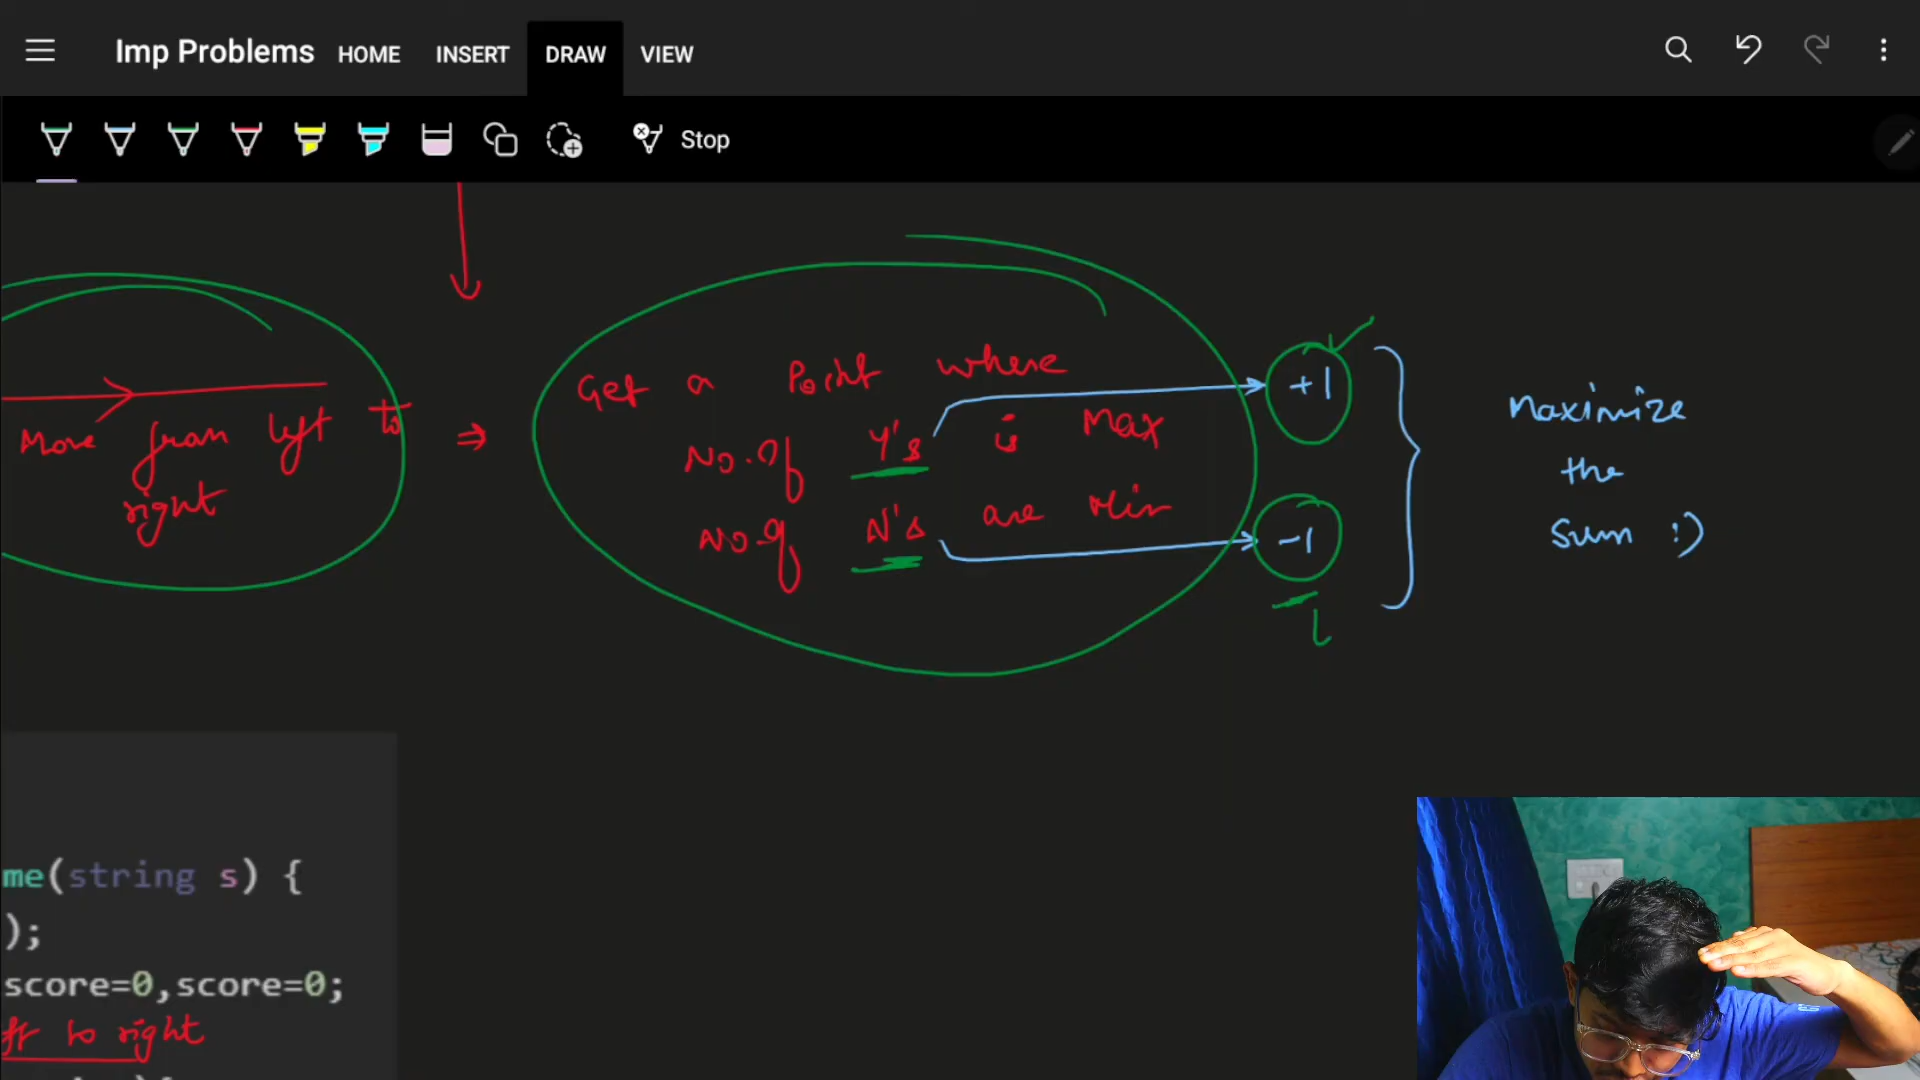 Imp Problems HOME INSERT DRAW VIEW
Stop
Get a Point where
No. of Y's is Max
No. of N's are Min
+1
-1
Maximize
the
sum :)
Move from left to
right
⇒
me(string s) {
);
score=0,score=0;
to right